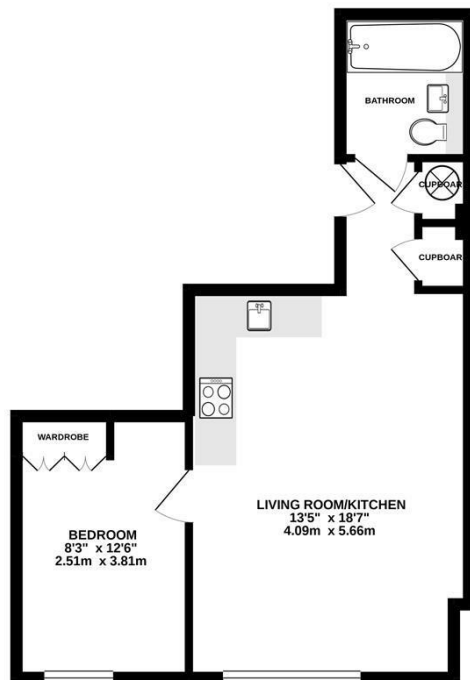 BATHROOM
CUPBOAR
CUPBOAR
WARDROBE
LIVING ROOM/KITCHEN
13'5" x 18'7"
4.09m x 5.66m
BEDROOM
8'3" x 12'6"
2.51m x 3.81m